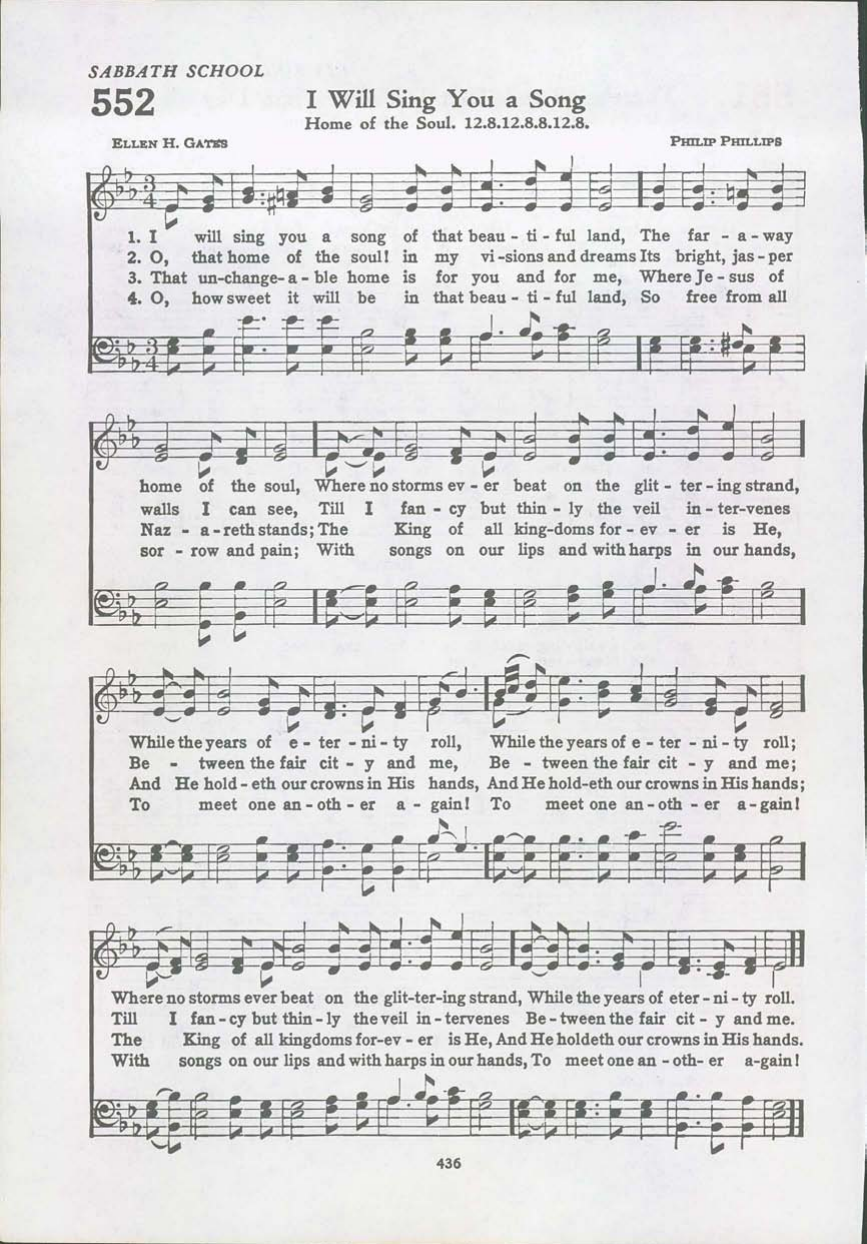 SABBATH SCHOOL
552
I Will Sing You a Song
Home of the Soul. 12.8.12.8.8.12.8.
ELLEN H. GATES
PHILIP PHILLIPS
1. I will sing you a song of that beau - ti - ful land, The far - a - way
2. O, that home of the soul! in my vi - sions and dreams Its bright, jas - per
3. That un-change- a - ble home is for you and for me, Where Je - sus of
4. O, how sweet it will be in that beau - ti - ful land, So free from all
home of the soul, Where no storms ev - er beat on the glit - ter - ing strand,
walls I can see, Till I fan - cy but thin - ly the veil in - ter-venes
Naz - a - reth stands; The King of all king-doms for - ev - er is He,
sor - row and pain; With songs on our lips and with harps in our hands,
While the years of e - ter - ni - ty roll, While the years of e - ter - ni - ty roll;
Be - tween the fair cit - y and me, Be - tween the fair cit - y and me;
And He hold - eth our crowns in His hands, And He hold-eth our crowns in His hands;
To meet one an - oth - er a - gain! To meet one an - oth - er a - gain!
Where no storms ever beat on the glit-ter-ing strand, While the years of eter - ni - ty roll.
Till I fan - cy but thin - ly the veil in - tervenes Be - tween the fair cit - y and me.
The King of all kingdoms for-ev - er is He, And He holdeth our crowns in His hands.
With songs on our lips and with harps in our hands, To meet one an - oth- er a-gain!
436